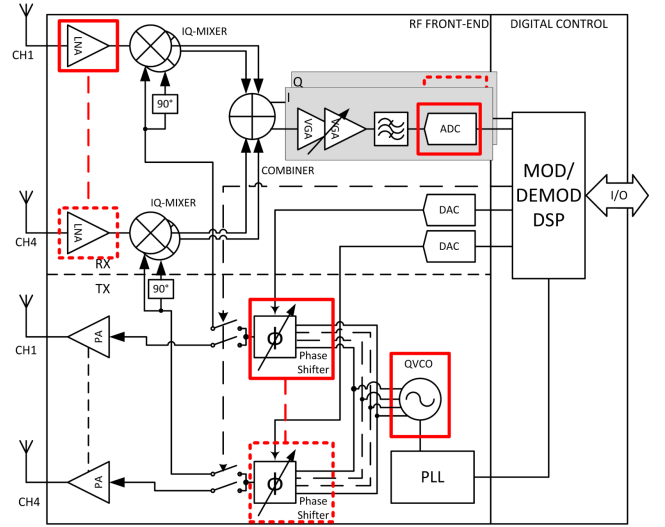 RF FRONT-END
DIGITAL CONTROL
LNA
IQ-MIXER
CH1
90°
Q
I
VGA
VGA
ADC
COMBINER
MOD/
DEMOD
DSP
I/O
IQ-MIXER
LNA
CH4
DAC
DAC
RX
TX
90°
CH1
PA
ϕ
Phase
Shifter
QVCO
PLL
CH4
PA
ϕ
Phase
Shifter